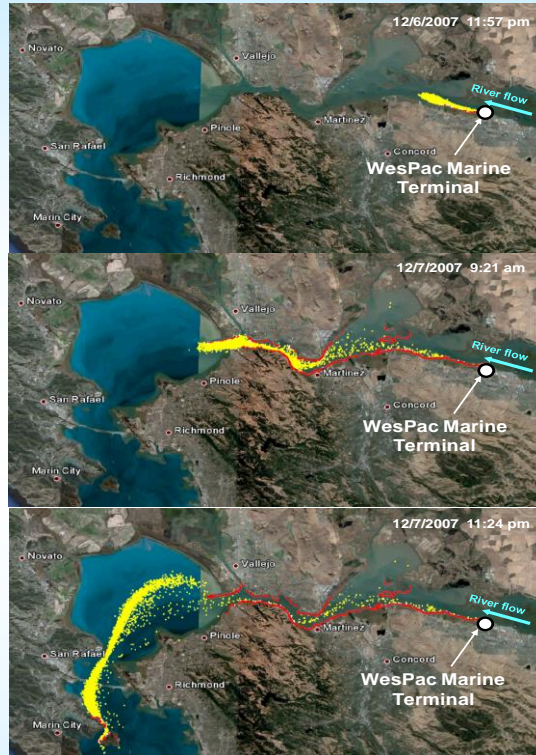 12/6/2007 11:57 pm
Novato
Vallejo
River flow
Pinole
Martinez
San Rafael
Concord
WesPac Marine
Terminal
Richmond
Marin City
12/7/2007 9:21 am
Novato
Vallejo
River flow
Pinole
Martinez
San Rafael
Concord
Richmond
WesPac Marine
Terminal
Marin City
12/7/2007 11:24 pm
Novato
Vallejo
River flow
Pinole
Martinez
San Rafael
Concord
Richmond
WesPac Marine
Terminal
Marin City